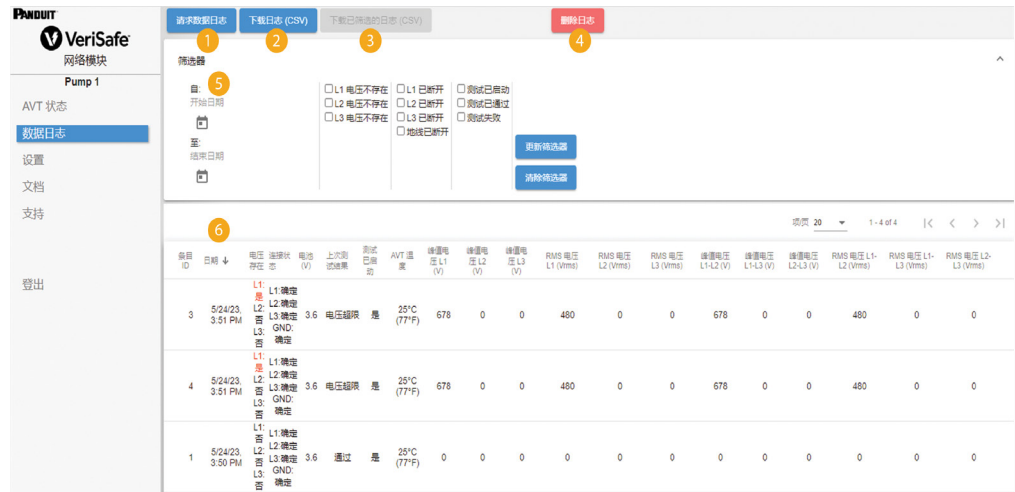 PANDUIT
VeriSafe
网络模块
Pump 1
AVT 状态
数据日志
设置
文档
支持
登出
请求数据日志 下载日志 (CSV) 下载已筛选的日志 (CSV) 删除日志
1 2 3 4
筛选器
自: 5
开始日期
至:
结束日期
L1 电压不存在 L1 已断开 测试已启动
L2 电压不存在 L2 已断开 测试已通过
L3 电压不存在 L3 已断开 测试失败
地线已断开
更新筛选器
清除筛选器
项/页 20 1 - 4 of 4
6
条目 ID 日期 电压存在 连接状态 电池 (V) 上次测试结果 测试已启动 AVT 温度 峰值电压 L1 (V) 峰值电压 L2 (V) 峰值电压 L3 (V) RMS 电压 L1 (Vrms) RMS 电压 L2 (Vrms) RMS 电压 L3 (Vrms) 峰值电压 L1-L2 (V) 峰值电压 L1-L3 (V) 峰值电压 L2-L3 (V) RMS 电压 L1-L2 (Vrms) RMS 电压 L1-L3 (Vrms) RMS 电压 L2-L3 (Vrms)
3 5/24/23, 3:51 PM L1: 是 L2: 否 L3: 否 L1:确定 L2:确定 L3:确定 GND: 确定 3.6 电压超限 是 25°C (77°F) 678 0 0 480 0 0 678 0 0 480 0 0
4 5/24/23, 3:51 PM L1: 是 L2: 否 L3: 否 L1:确定 L2:确定 L3:确定 GND: 确定 3.6 电压超限 是 25°C (77°F) 678 0 0 480 0 0 678 0 0 480 0 0
1 5/24/23, 3:50 PM L1: 否 L2: 否 L3: 否 L1:确定 L2:确定 L3:确定 GND: 确定 3.6 通过 是 25°C (77°F) 0 0 0 0 0 0 0 0 0 0 0 0